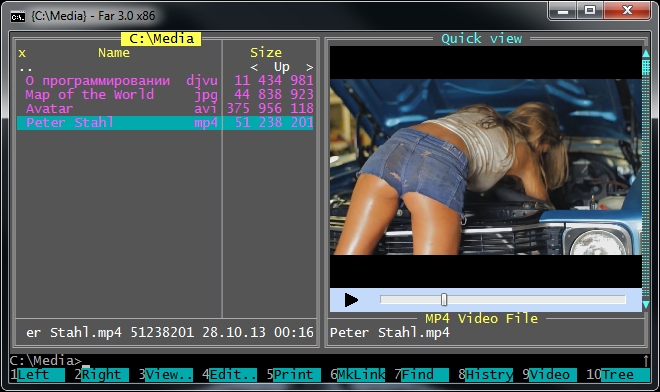 {C:\Media} - Far 3.0 x86
C:\Media
x Name Size
.. < Up >
О программировании djvu 11 434 981
Map of the World jpg 44 838 923
Avatar avi 375 956 118
Peter Stahl mp4 51 238 201
er Stahl.mp4 51238201 28.10.13 00:16
Quick view
MP4 Video File
Peter Stahl.mp4
C:\Media>
1Left 2Right 3View.. 4Edit.. 5Print 6MkLink 7Find 8Histry 9Video 10Tree